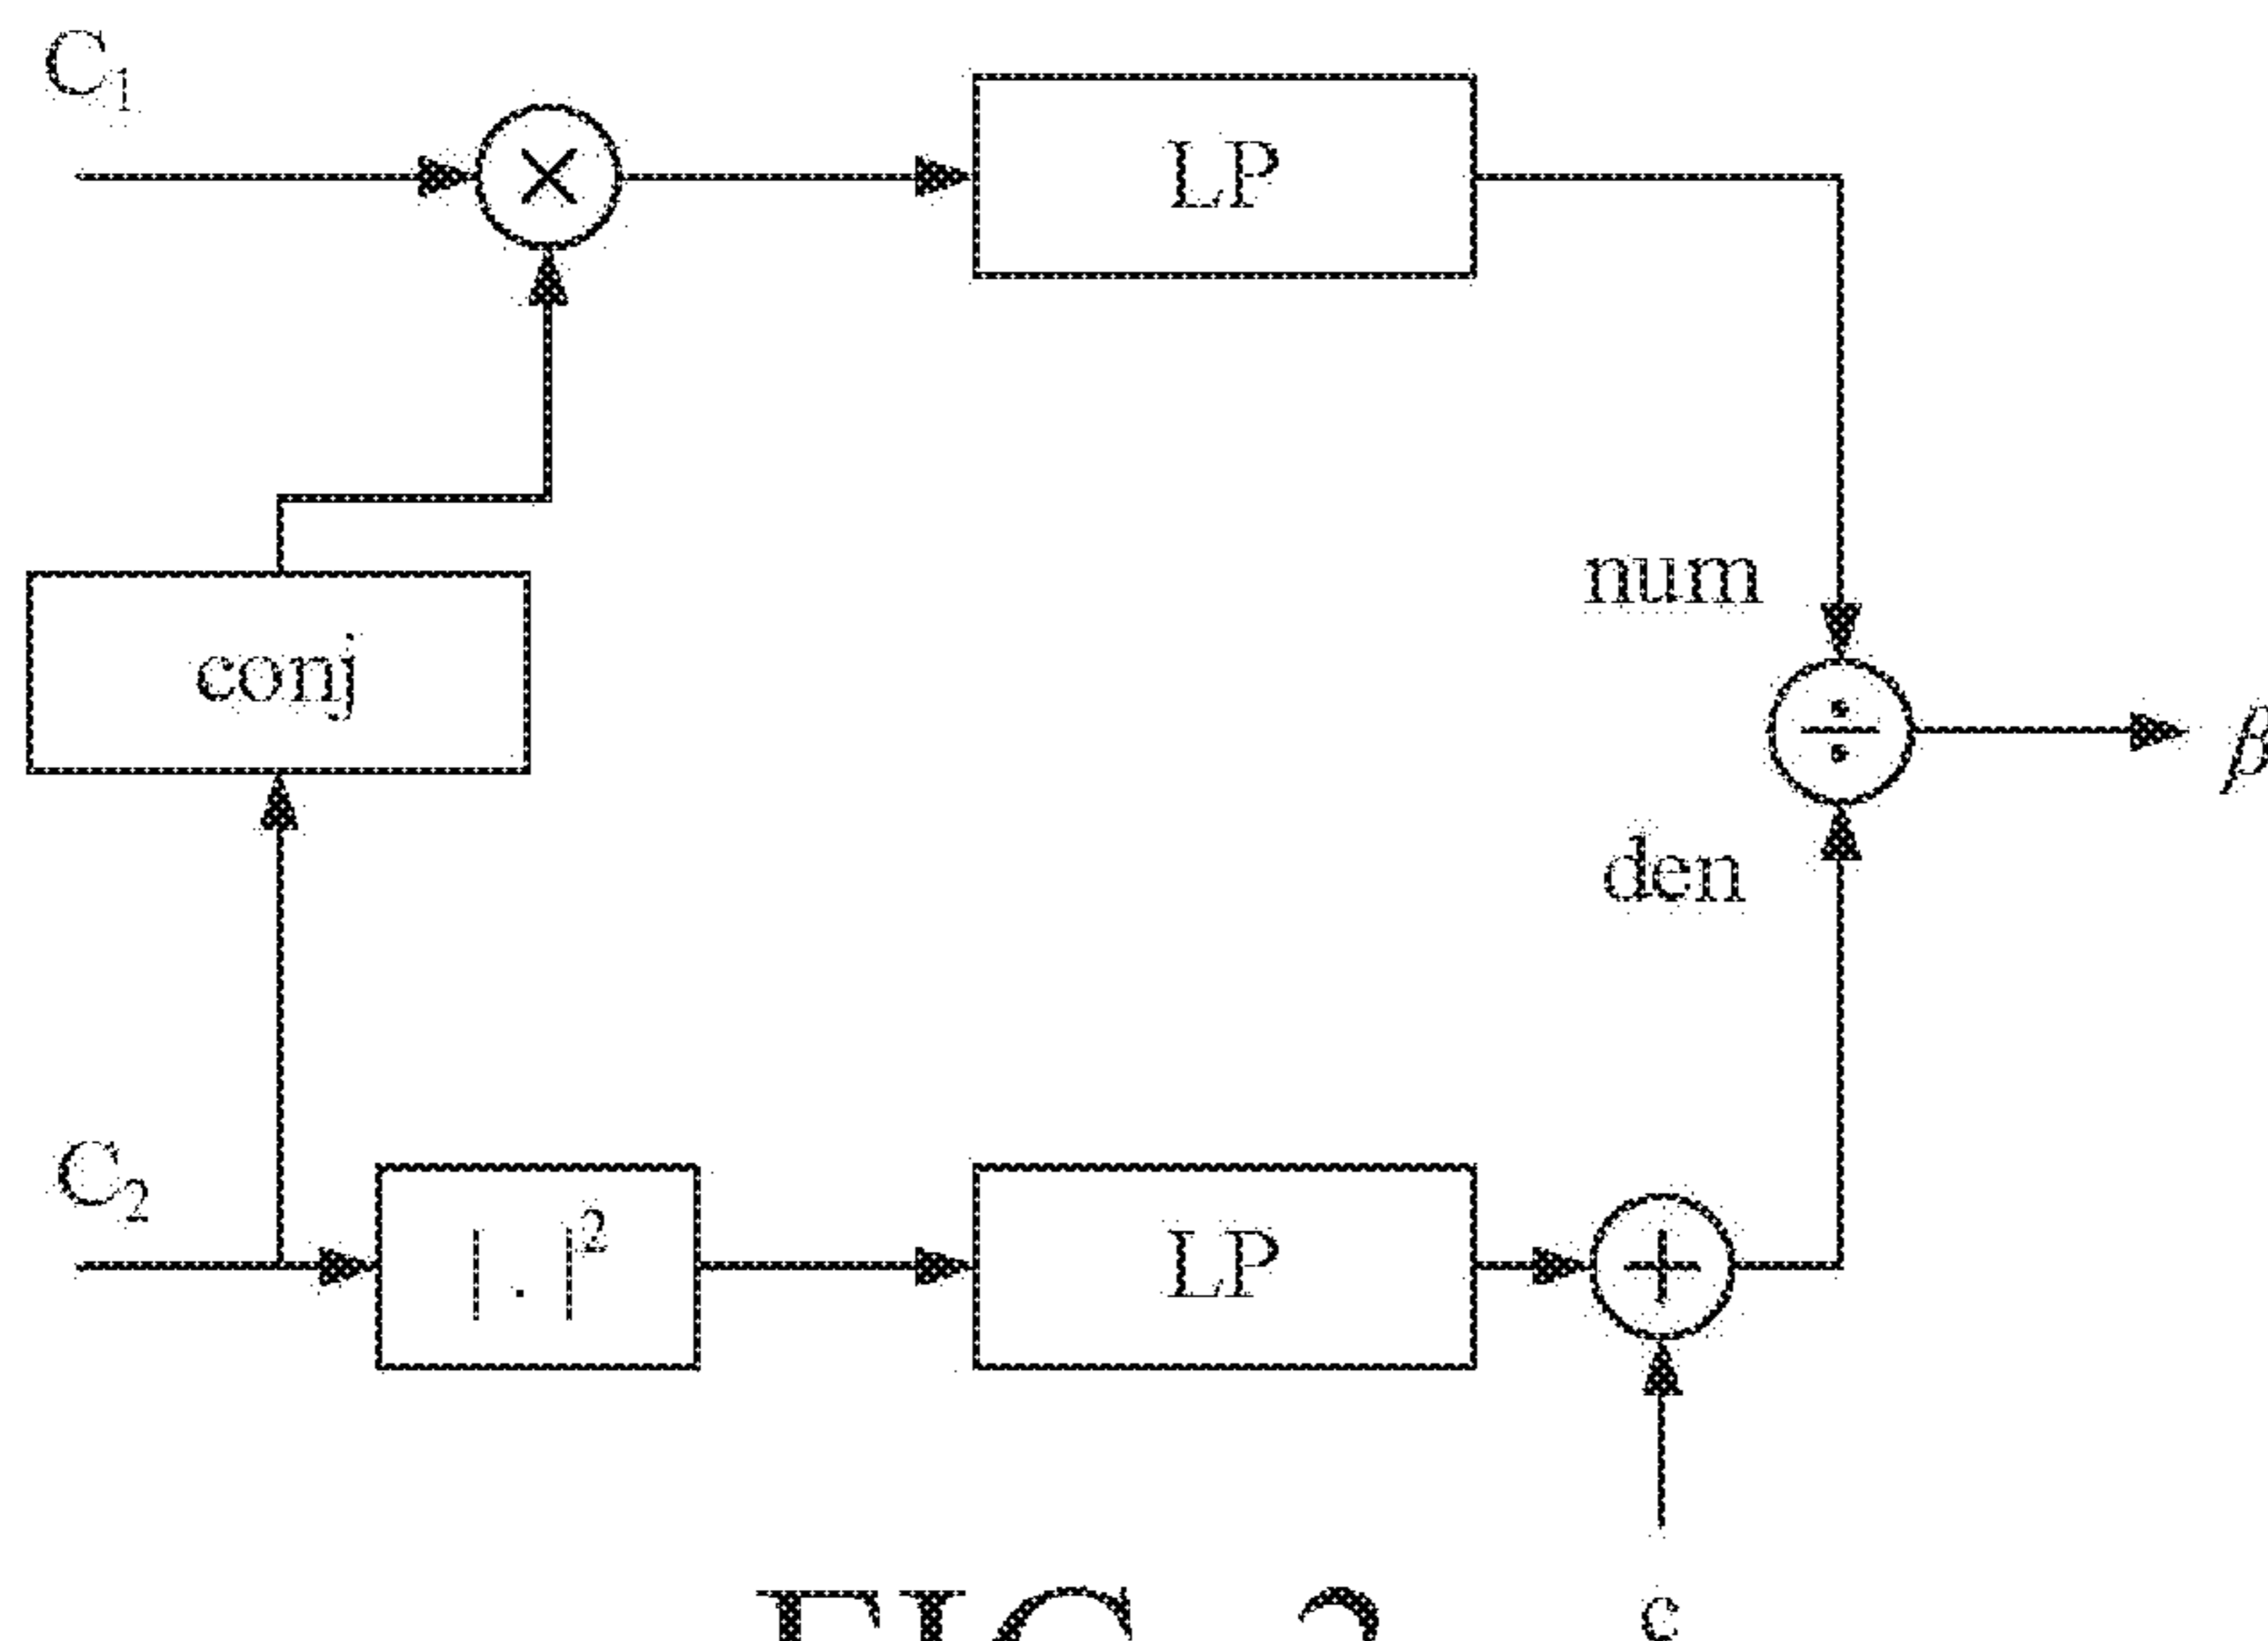 C₁
×
LP
num
conj
÷
β
den
C₂
|.|²
LP
+
c